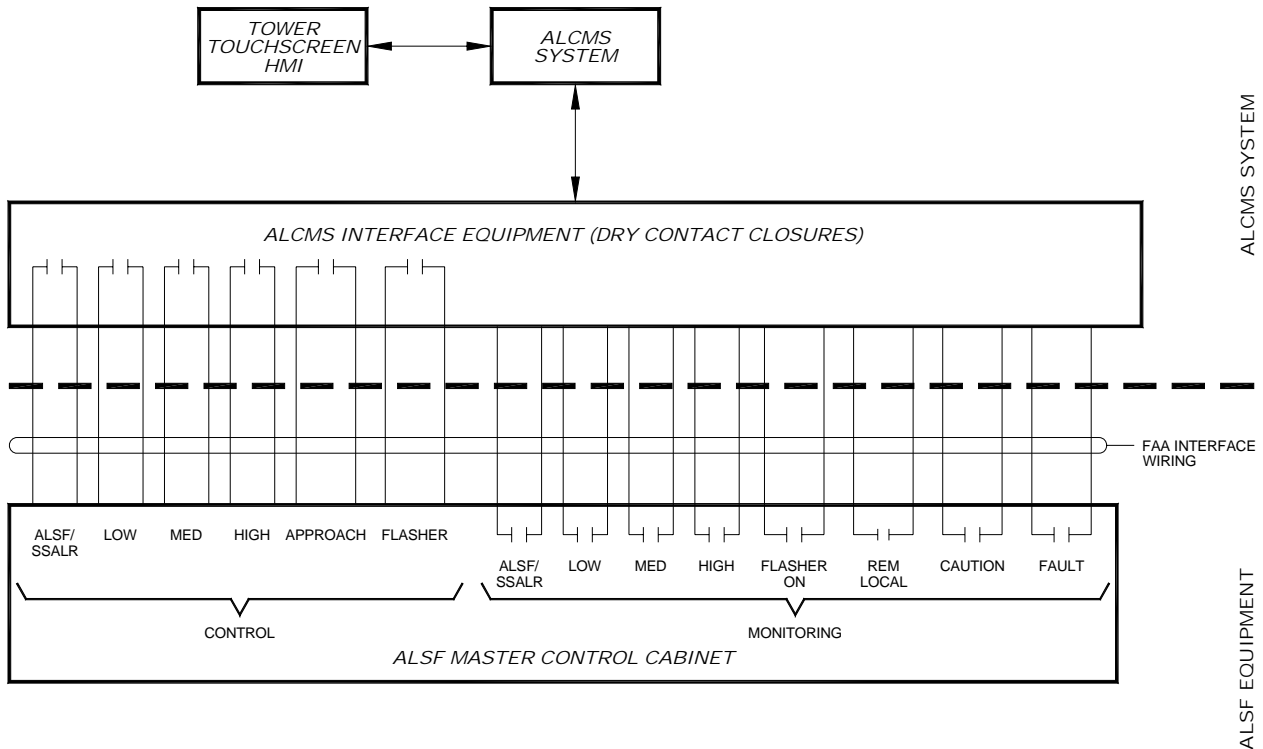 TOWER
TOUCHSCREEN
HMI
ALCMS
SYSTEM
ALCMS SYSTEM
ALCMS INTERFACE EQUIPMENT (DRY CONTACT CLOSURES)
FAA INTERFACE
WIRING
ALSF/
SSALR
LOW
MED
HIGH
APPROACH
FLASHER
ALSF/
SSALR
LOW
MED
HIGH
FLASHER
ON
REM
LOCAL
CAUTION
FAULT
CONTROL
MONITORING
ALSF MASTER CONTROL CABINET
ALSF EQUIPMENT